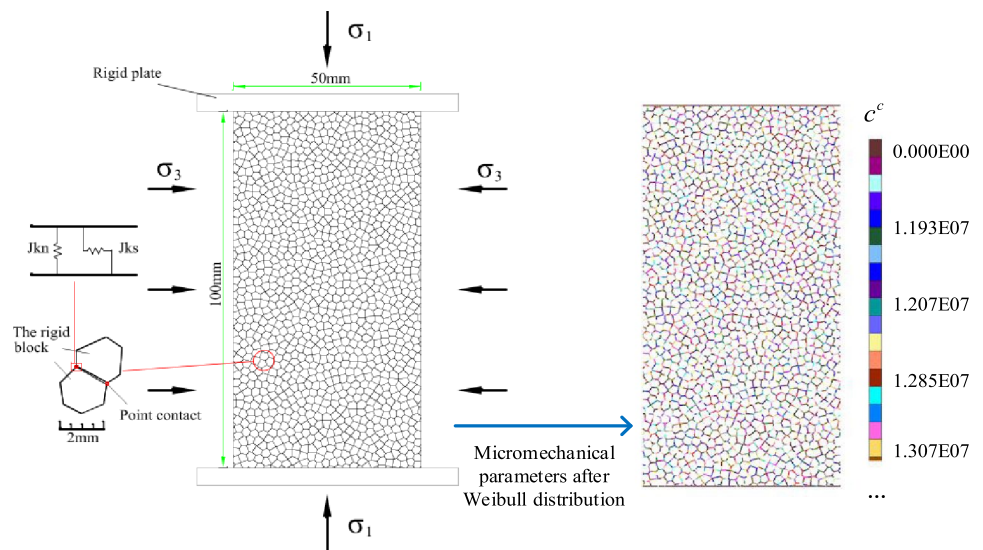 σ1
Rigid plate
50mm
σ3
σ3
Jkn
Jks
100mm
The rigid
block
Point contact
2mm
σ1
Micromechanical
parameters after
Weibull distribution
c^c
0.000E00
1.193E07
1.207E07
1.285E07
1.307E07
...